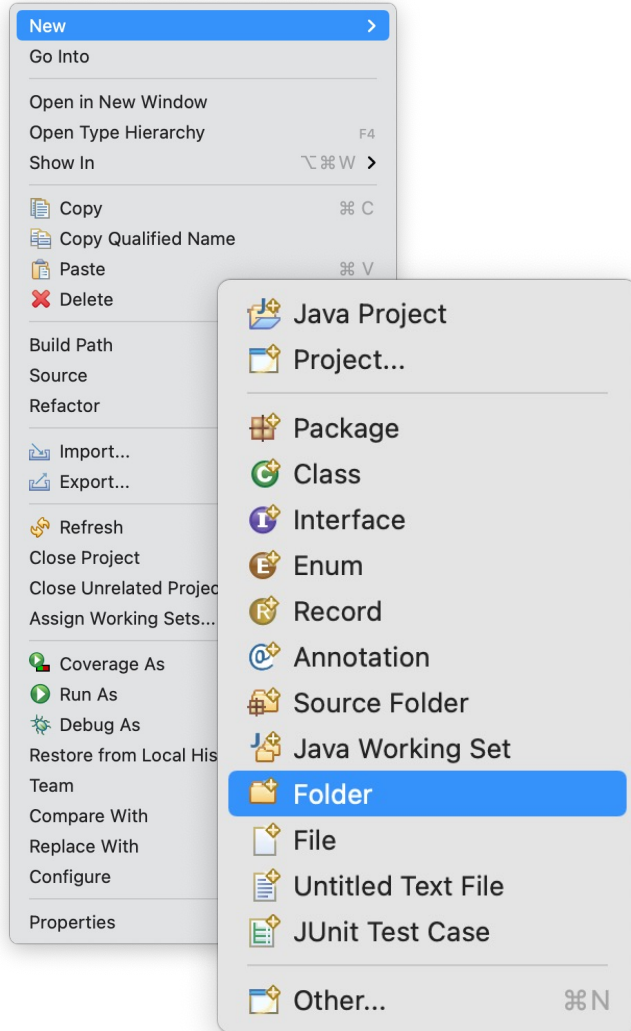 New
Go Into
Open in New Window
Open Type Hierarchy F4
Show In ⌥⌘W
Copy ⌘ C
Copy Qualified Name
Paste ⌘ V
Delete
Build Path
Source
Refactor
Import...
Export...
Refresh
Close Project
Close Unrelated Projec
Assign Working Sets...
Coverage As
Run As
Debug As
Restore from Local His
Team
Compare With
Replace With
Configure
Properties
Java Project
Project...
Package
Class
Interface
Enum
Record
Annotation
Source Folder
Java Working Set
Folder
File
Untitled Text File
JUnit Test Case
Other... ⌘N